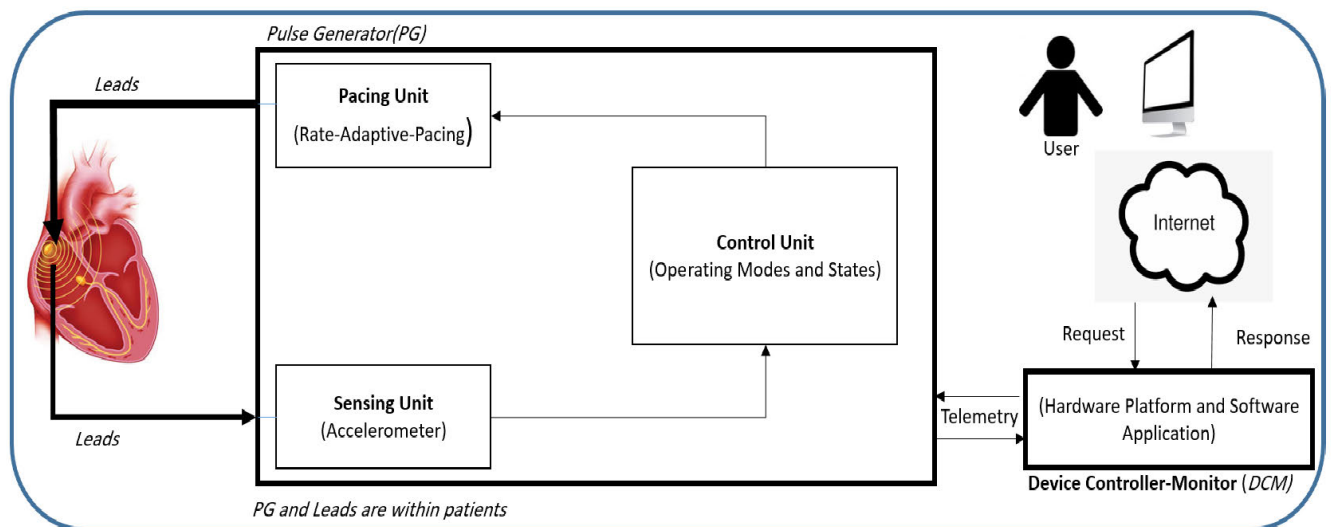 Pulse Generator(PG)
Leads
Pacing Unit
(Rate-Adaptive-Pacing)
User
Control Unit
(Operating Modes and States)
Internet
Request
Response
Sensing Unit
(Accelerometer)
Leads
Telemetry
(Hardware Platform and Software
Application)
Device Controller-Monitor (DCM)
PG and Leads are within patients